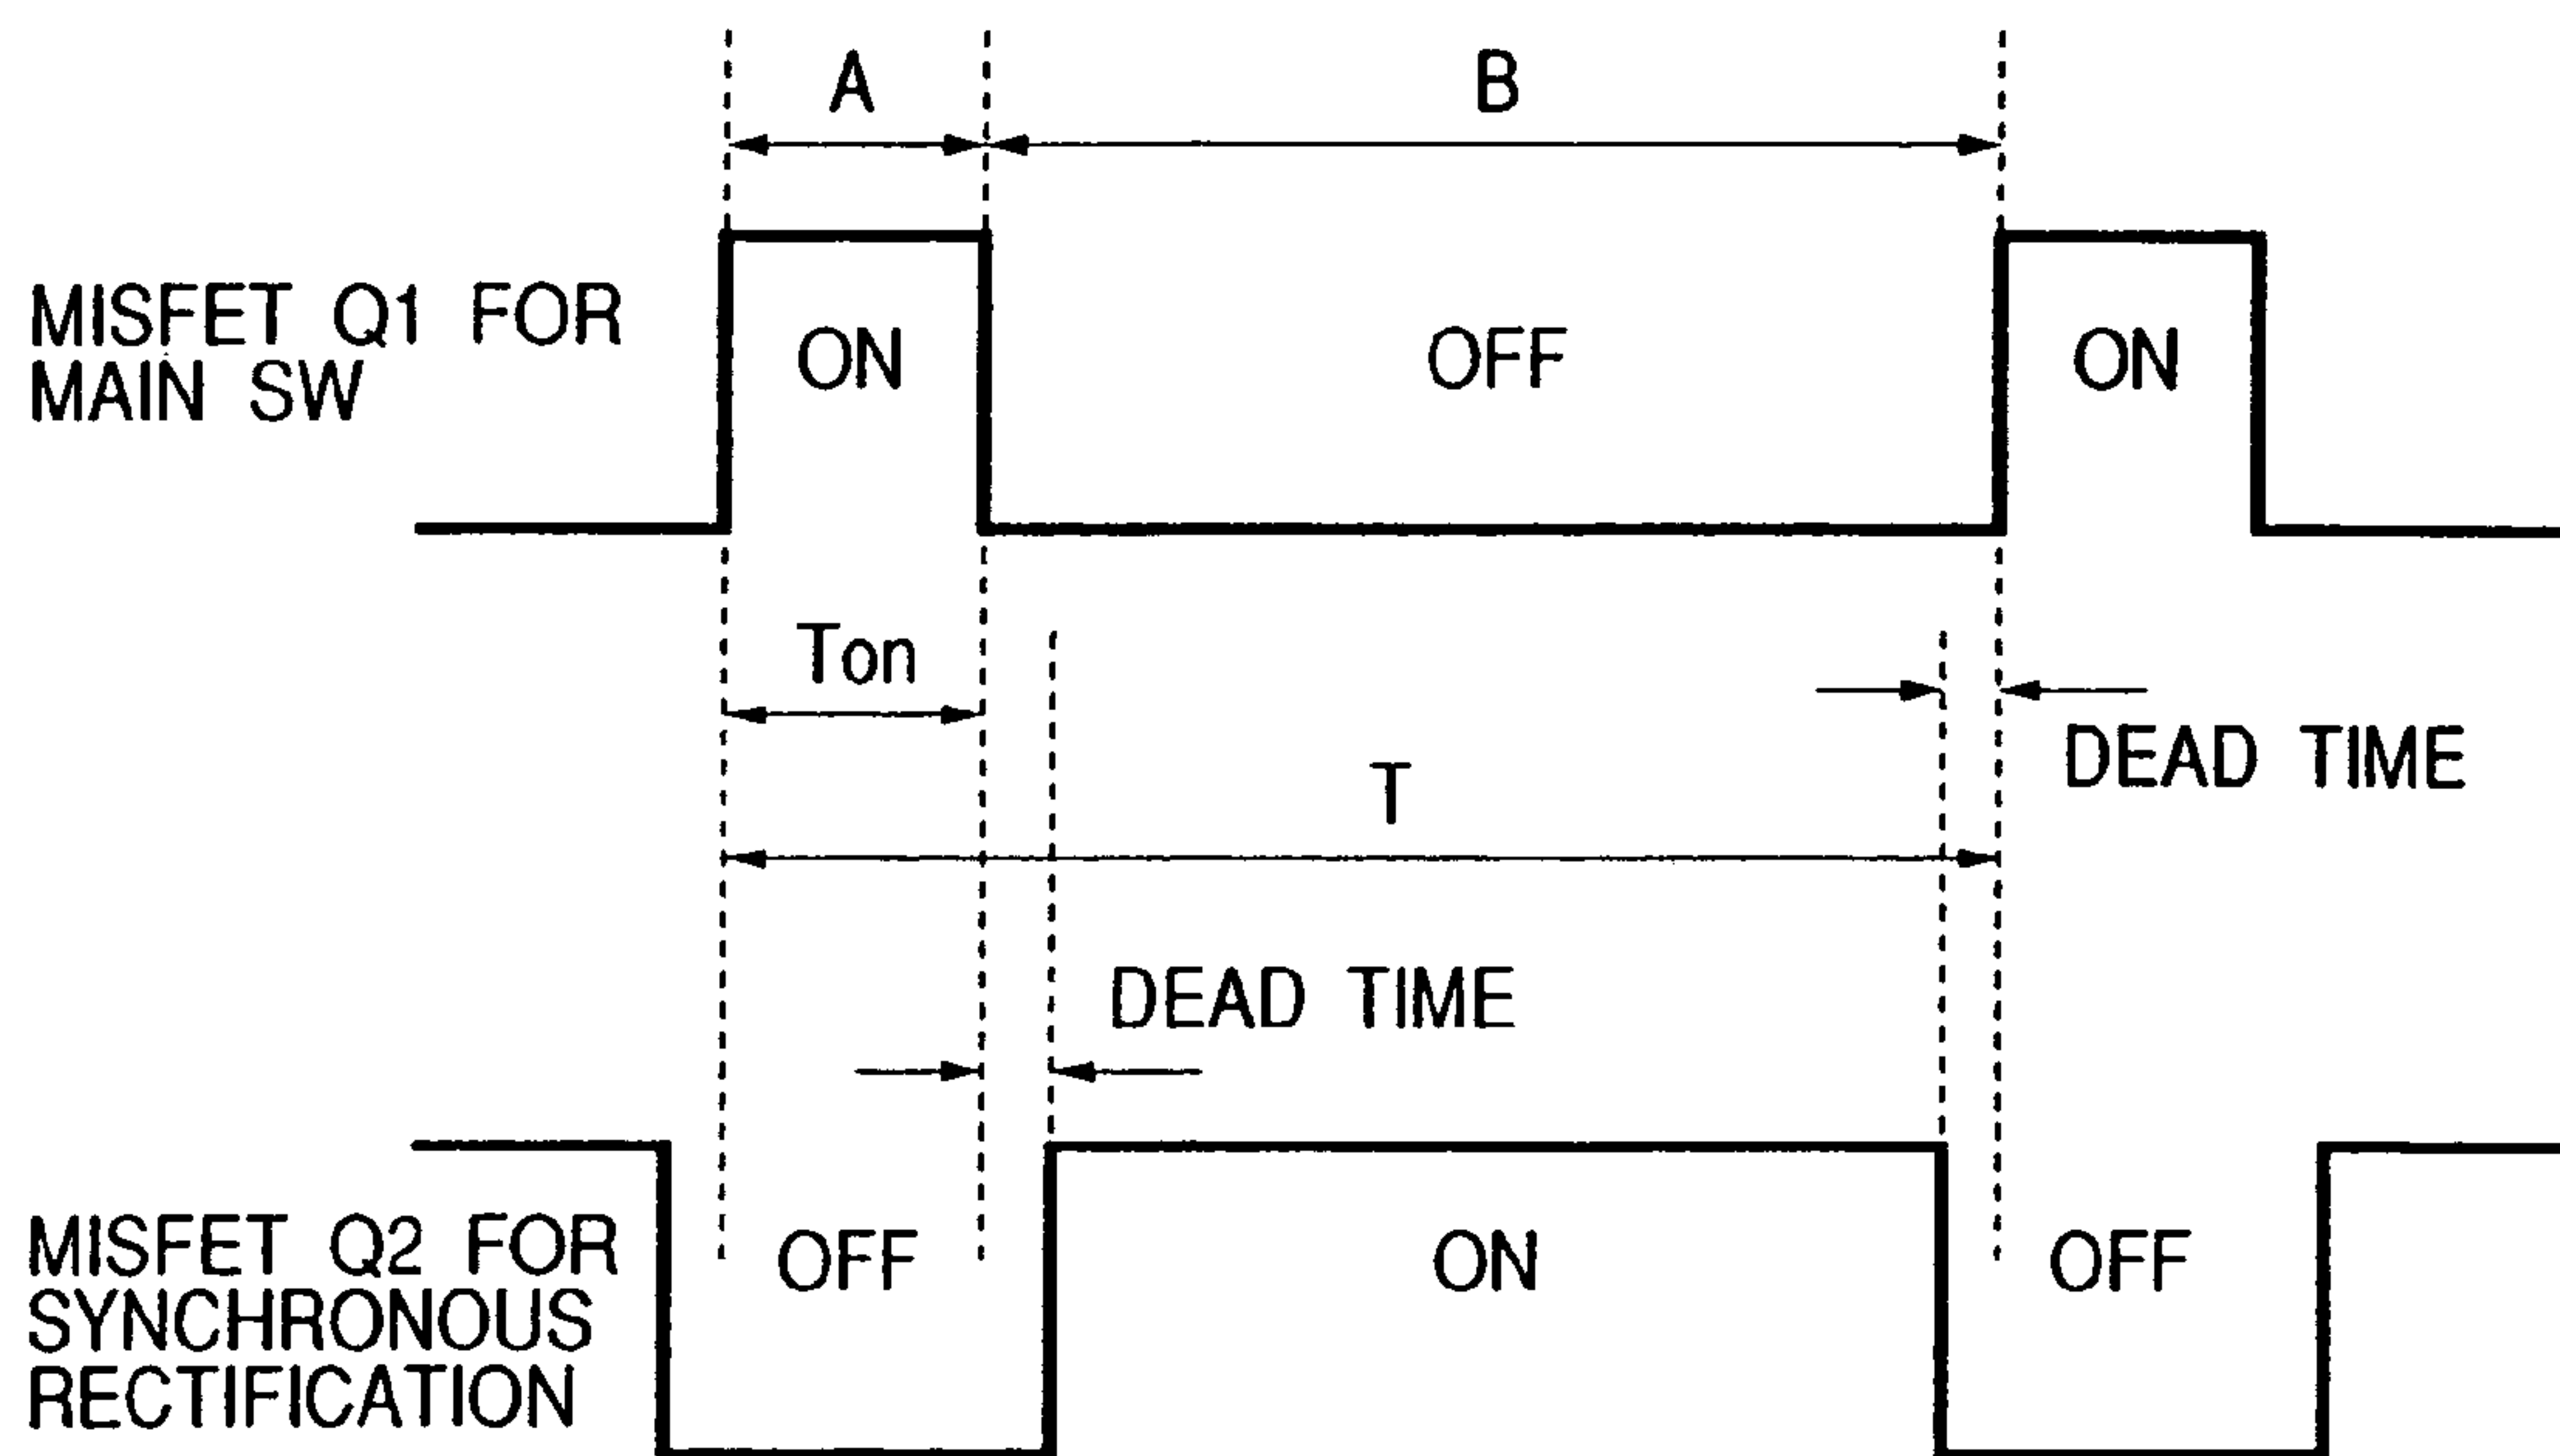 A
B
MISFET Q1 FOR
MAIN SW
ON
OFF
ON
Ton
T
DEAD TIME
DEAD TIME
MISFET Q2 FOR
SYNCHRONOUS
RECTIFICATION
OFF
ON
OFF